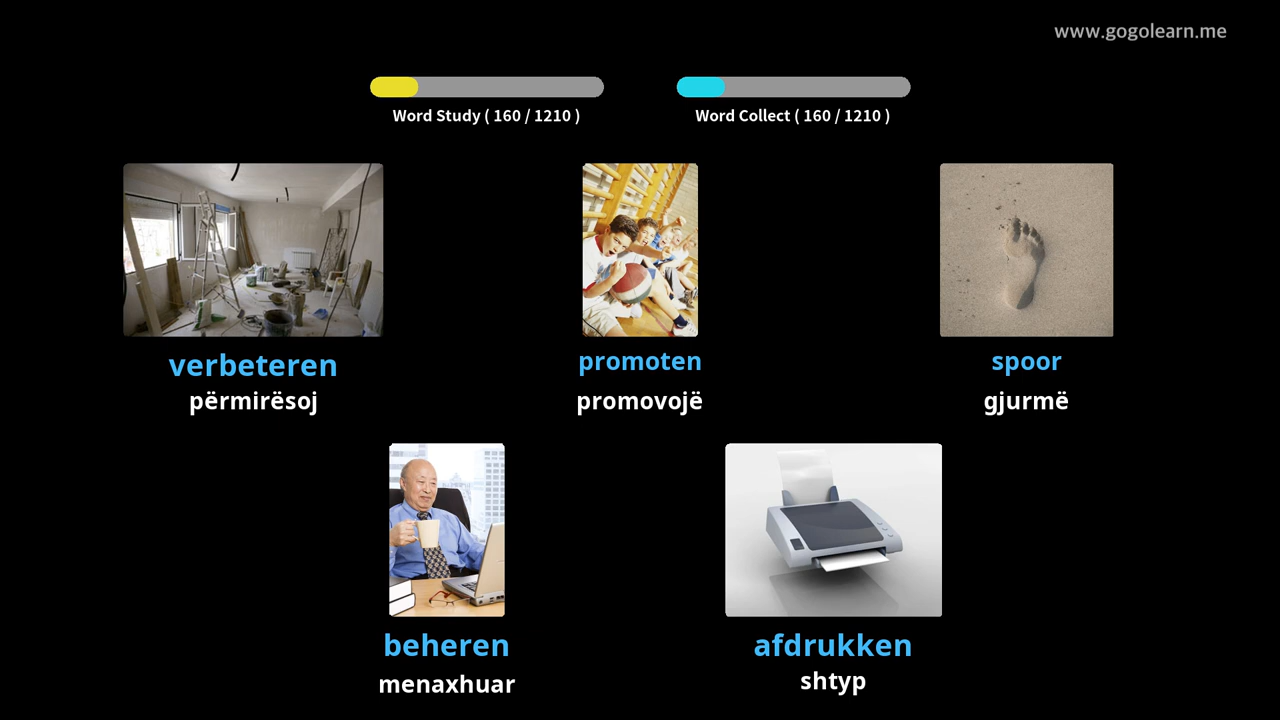 www.gogolearn.me
Word Study ( 160 / 1210 )
Word Collect ( 160 / 1210 )
verbeteren
përmirësoj
promoten
promovojë
spoor
gjurmë
beheren
menaxhuar
afdrukken
shtyp